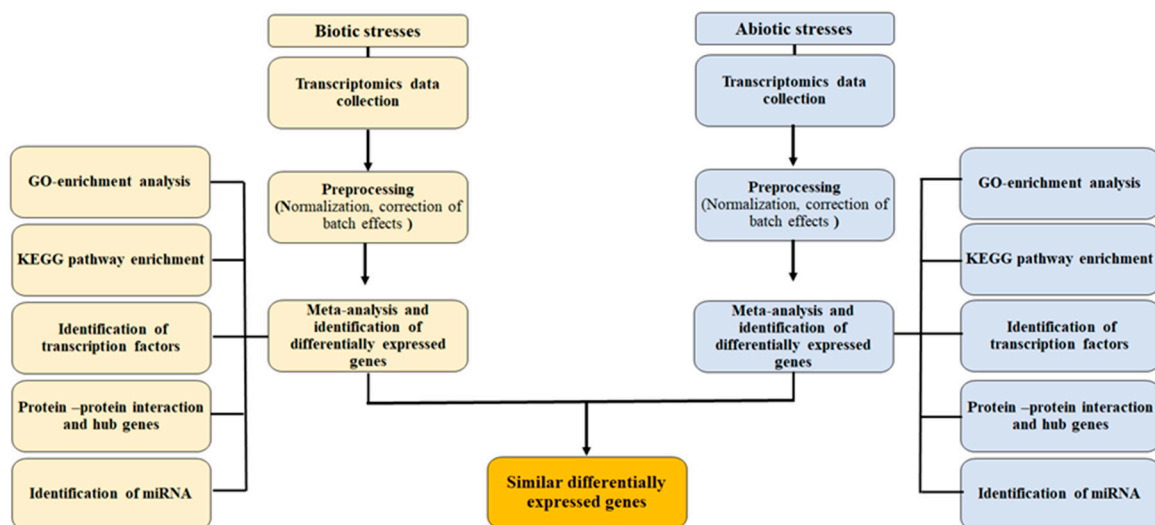 Biotic stresses
Transcriptomics data
collection
Preprocessing
(Normalization, correction of
batch effects )
Meta-analysis and
identification of
differentially expressed
genes
GO-enrichment analysis
KEGG pathway enrichment
Identification of
transcription factors
Protein –protein interaction
and hub genes
Identification of miRNA
Abiotic stresses
Transcriptomics data
collection
Preprocessing
(Normalization, correction of
batch effects )
Meta-analysis and
identification of
differentially expressed
genes
GO-enrichment analysis
KEGG pathway enrichment
Identification of
transcription factors
Protein –protein interaction
and hub genes
Identification of miRNA
Similar differentially
expressed genes